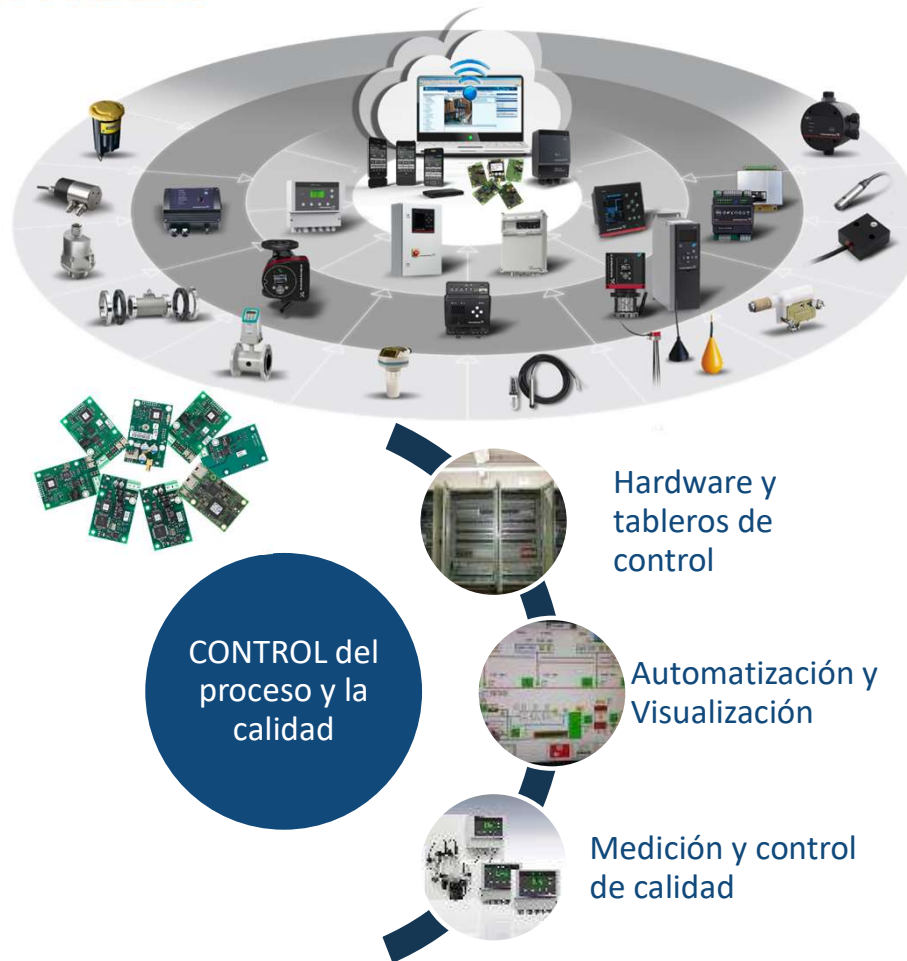 Hardware y
tableros de
control
CONTROL del
proceso y la
calidad
Automatización y
Visualización
Medición y control
de calidad